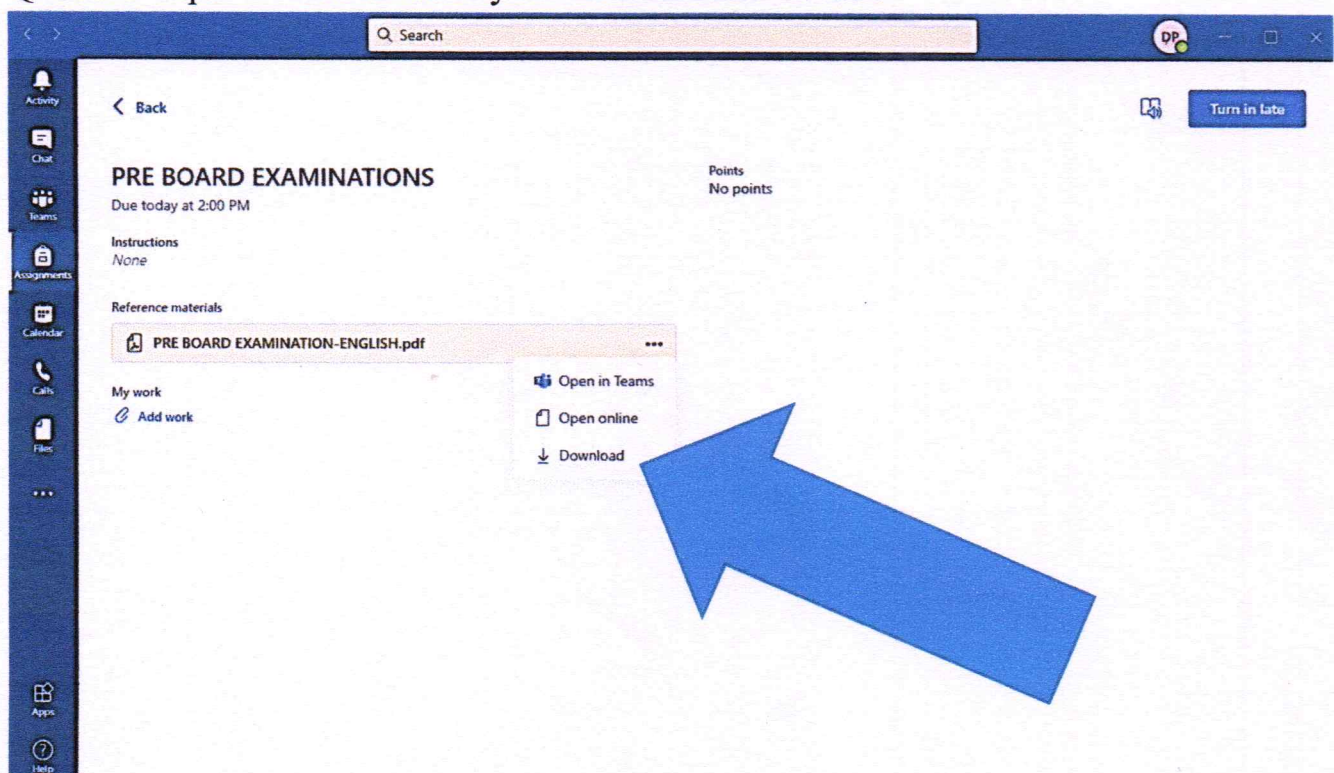 Search
DP
Activity
Chat
Teams
Assignments
Calendar
Calls
Files
Apps
Help
Back
Turn in late
PRE BOARD EXAMINATIONS
Due today at 2:00 PM
Points
No points
Instructions
None
Reference materials
PRE BOARD EXAMINATION-ENGLISH.pdf
Open in Teams
Open online
Download
My work
Add work